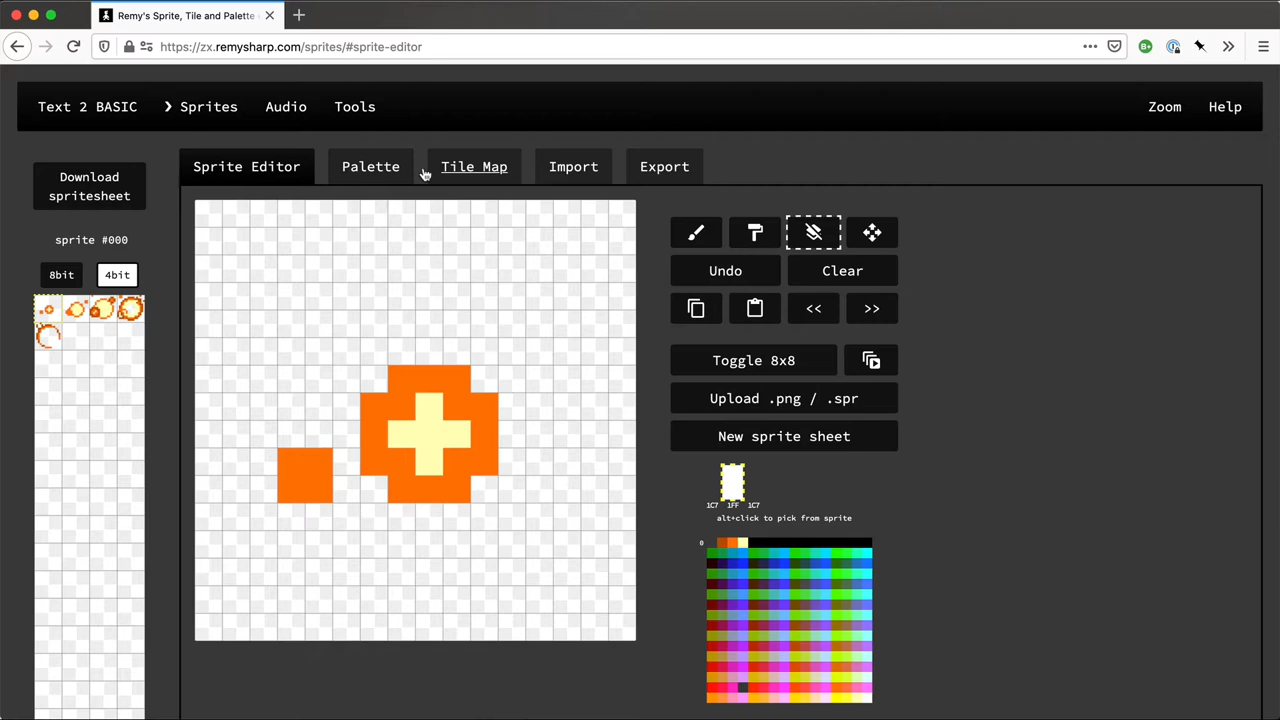 Remy's Sprite, Tile and Palette
https://zx.remysharp.com/sprites/#sprite-editor
Text 2 BASIC
❯ Sprites
Audio
Tools
Zoom
Help
Download
spritesheet
sprite #000
8bit
4bit
Sprite Editor
Palette
Tile Map
Import
Export
Undo
Clear
<<
>>
Toggle 8x8
Upload .png / .spr
New sprite sheet
1C7 1FF 1C7
alt+click to pick from sprite
0